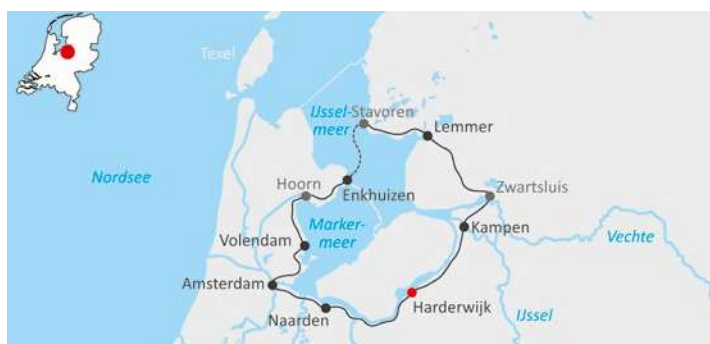 Texel
IJssel-
meer
Stavoren
Lemmer
Nordsee
Hoorn
Enkhuizen
Zwartsluis
Marker-
meer
Volendam
Kampen
Vechte
Amsterdam
Naarden
Harderwijk
IJssel